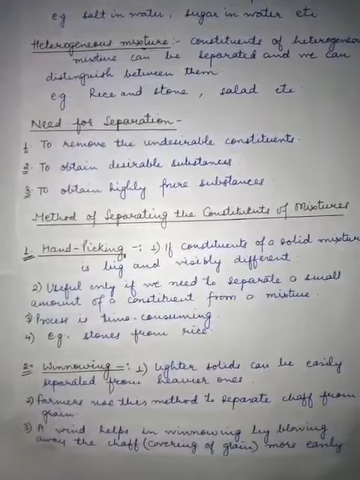 eg salt in water, sugar in water etc
Heterogeneous mixture :- constituents of heterogeneous
mixture can be separated and we can
distinguish between them.
eg. Rice and stone, salad etc
Need for Separation -
1. To remove the undesirable constituents.
2. To obtain desirable substances
3. To obtain highly pure substances
Method of Separating the Constituents of Mixtures
1. Hand-Picking -: 1) If constituents of a solid mixture
is big and visibly different.
2) Useful only if we need to separate a small
amount of a constituent from a mixture.
3) Process is time-consuming.
4) eg. stones from rice.
2. Winnowing -: 1) Lighter solids can be easily
separated from heavier ones.
2) Farmers use this method to separate chaff from
grain.
3) A wind helps in winnowing by blowing
away the chaff (covering of grain) more easily